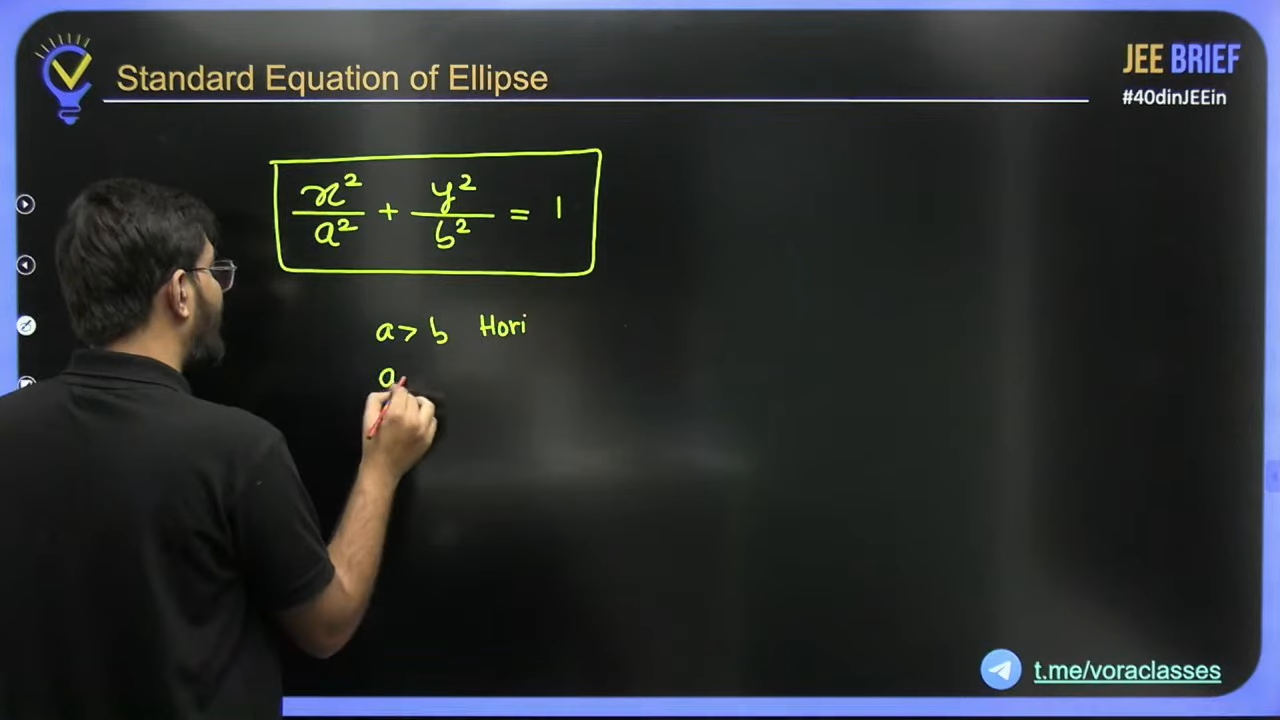 Standard Equation of Ellipse
JEE BRIEF
#40dinJEEin
x²/a² + y²/b² = 1
a > b Hori
a
t.me/voraclasses